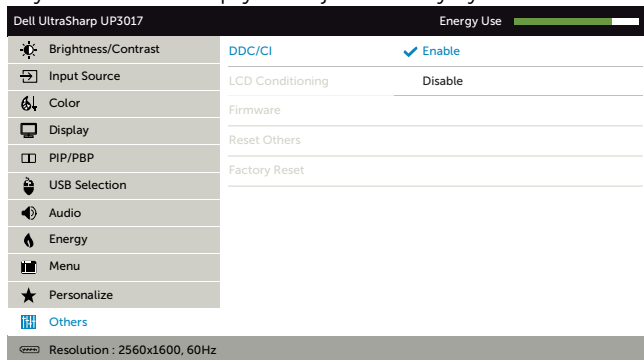 Dell UltraSharp UP3017 Energy Use
Brightness/Contrast DDC/CI Enable
Input Source LCD Conditioning Disable
Color Firmware
Display Reset Others
PIP/PBP Factory Reset
USB Selection
Audio
Energy
Menu
Personalize
Others
Resolution : 2560x1600, 60Hz